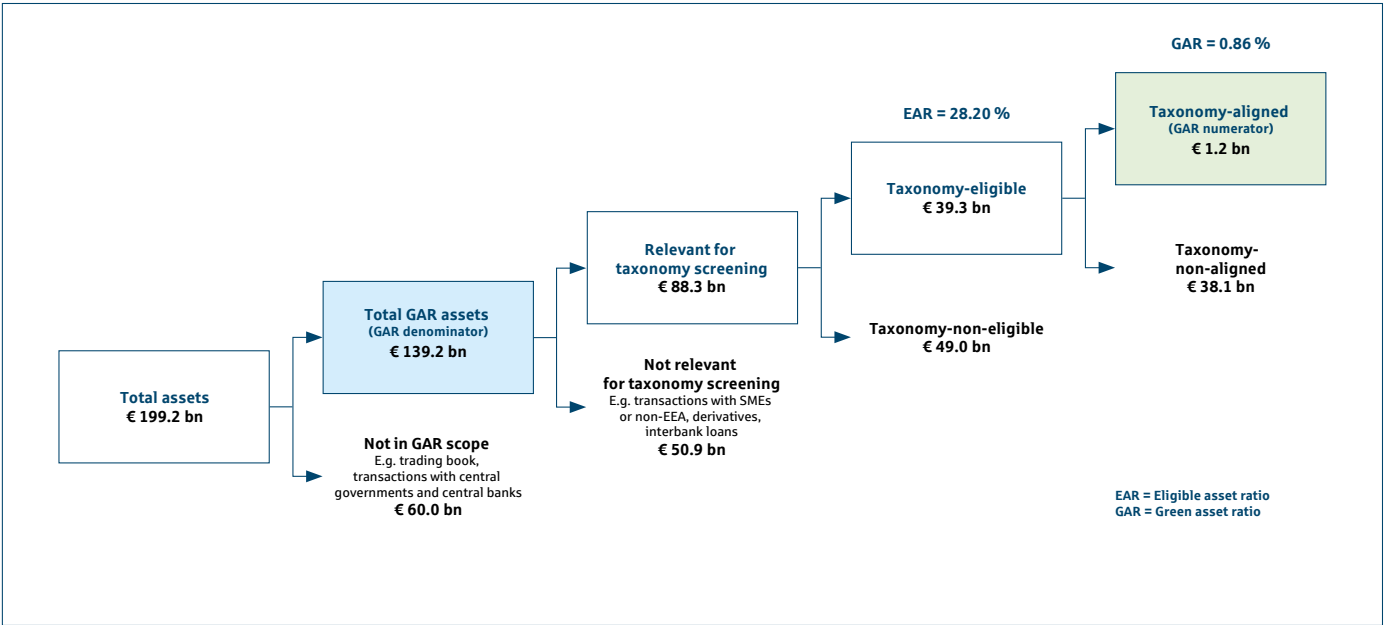 GAR = 0.86 %
Taxonomy-aligned
(GAR numerator)
€ 1.2 bn
EAR = 28.20 %
Taxonomy-eligible
€ 39.3 bn
Taxonomy-
non-aligned
€ 38.1 bn
Relevant for
taxonomy screening
€ 88.3 bn
Taxonomy-non-eligible
€ 49.0 bn
Total GAR assets
(GAR denominator)
€ 139.2 bn
Not relevant
for taxonomy screening
E.g. transactions with SMEs
or non-EEA, derivatives,
interbank loans
€ 50.9 bn
Total assets
€ 199.2 bn
Not in GAR scope
E.g. trading book,
transactions with central
governments and central banks
€ 60.0 bn
EAR = Eligible asset ratio
GAR = Green asset ratio